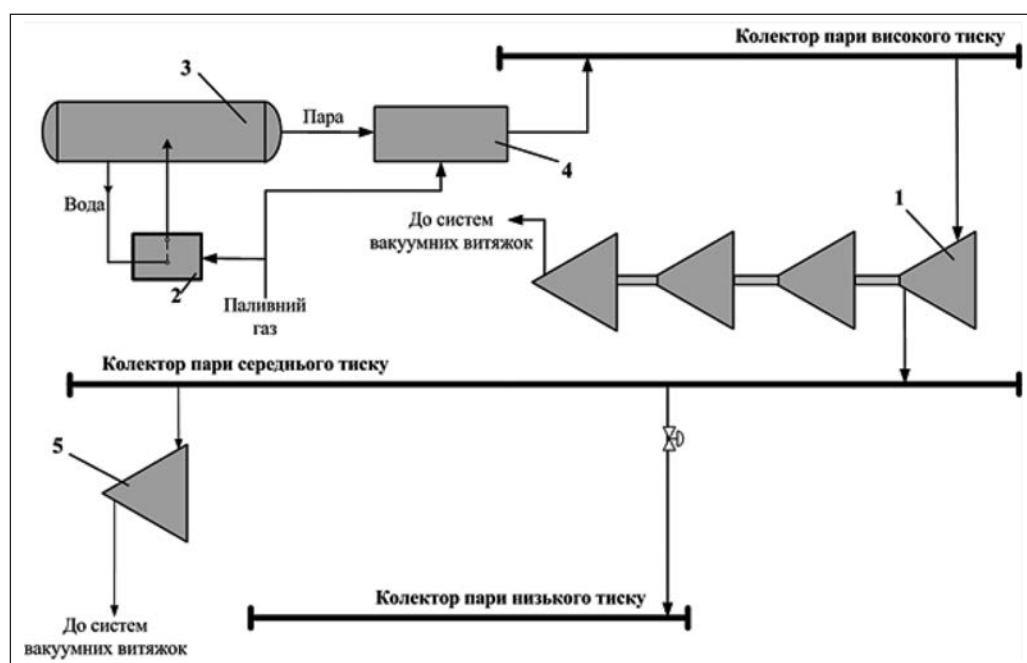 Колектор пари високого тиску
3
Пара
4
1
Вода
До систем
вакуумних витяжок
2
Паливний
газ
Колектор пари середнього тиску
5
Колектор пари низького тиску
До систем
вакуумних витяжок